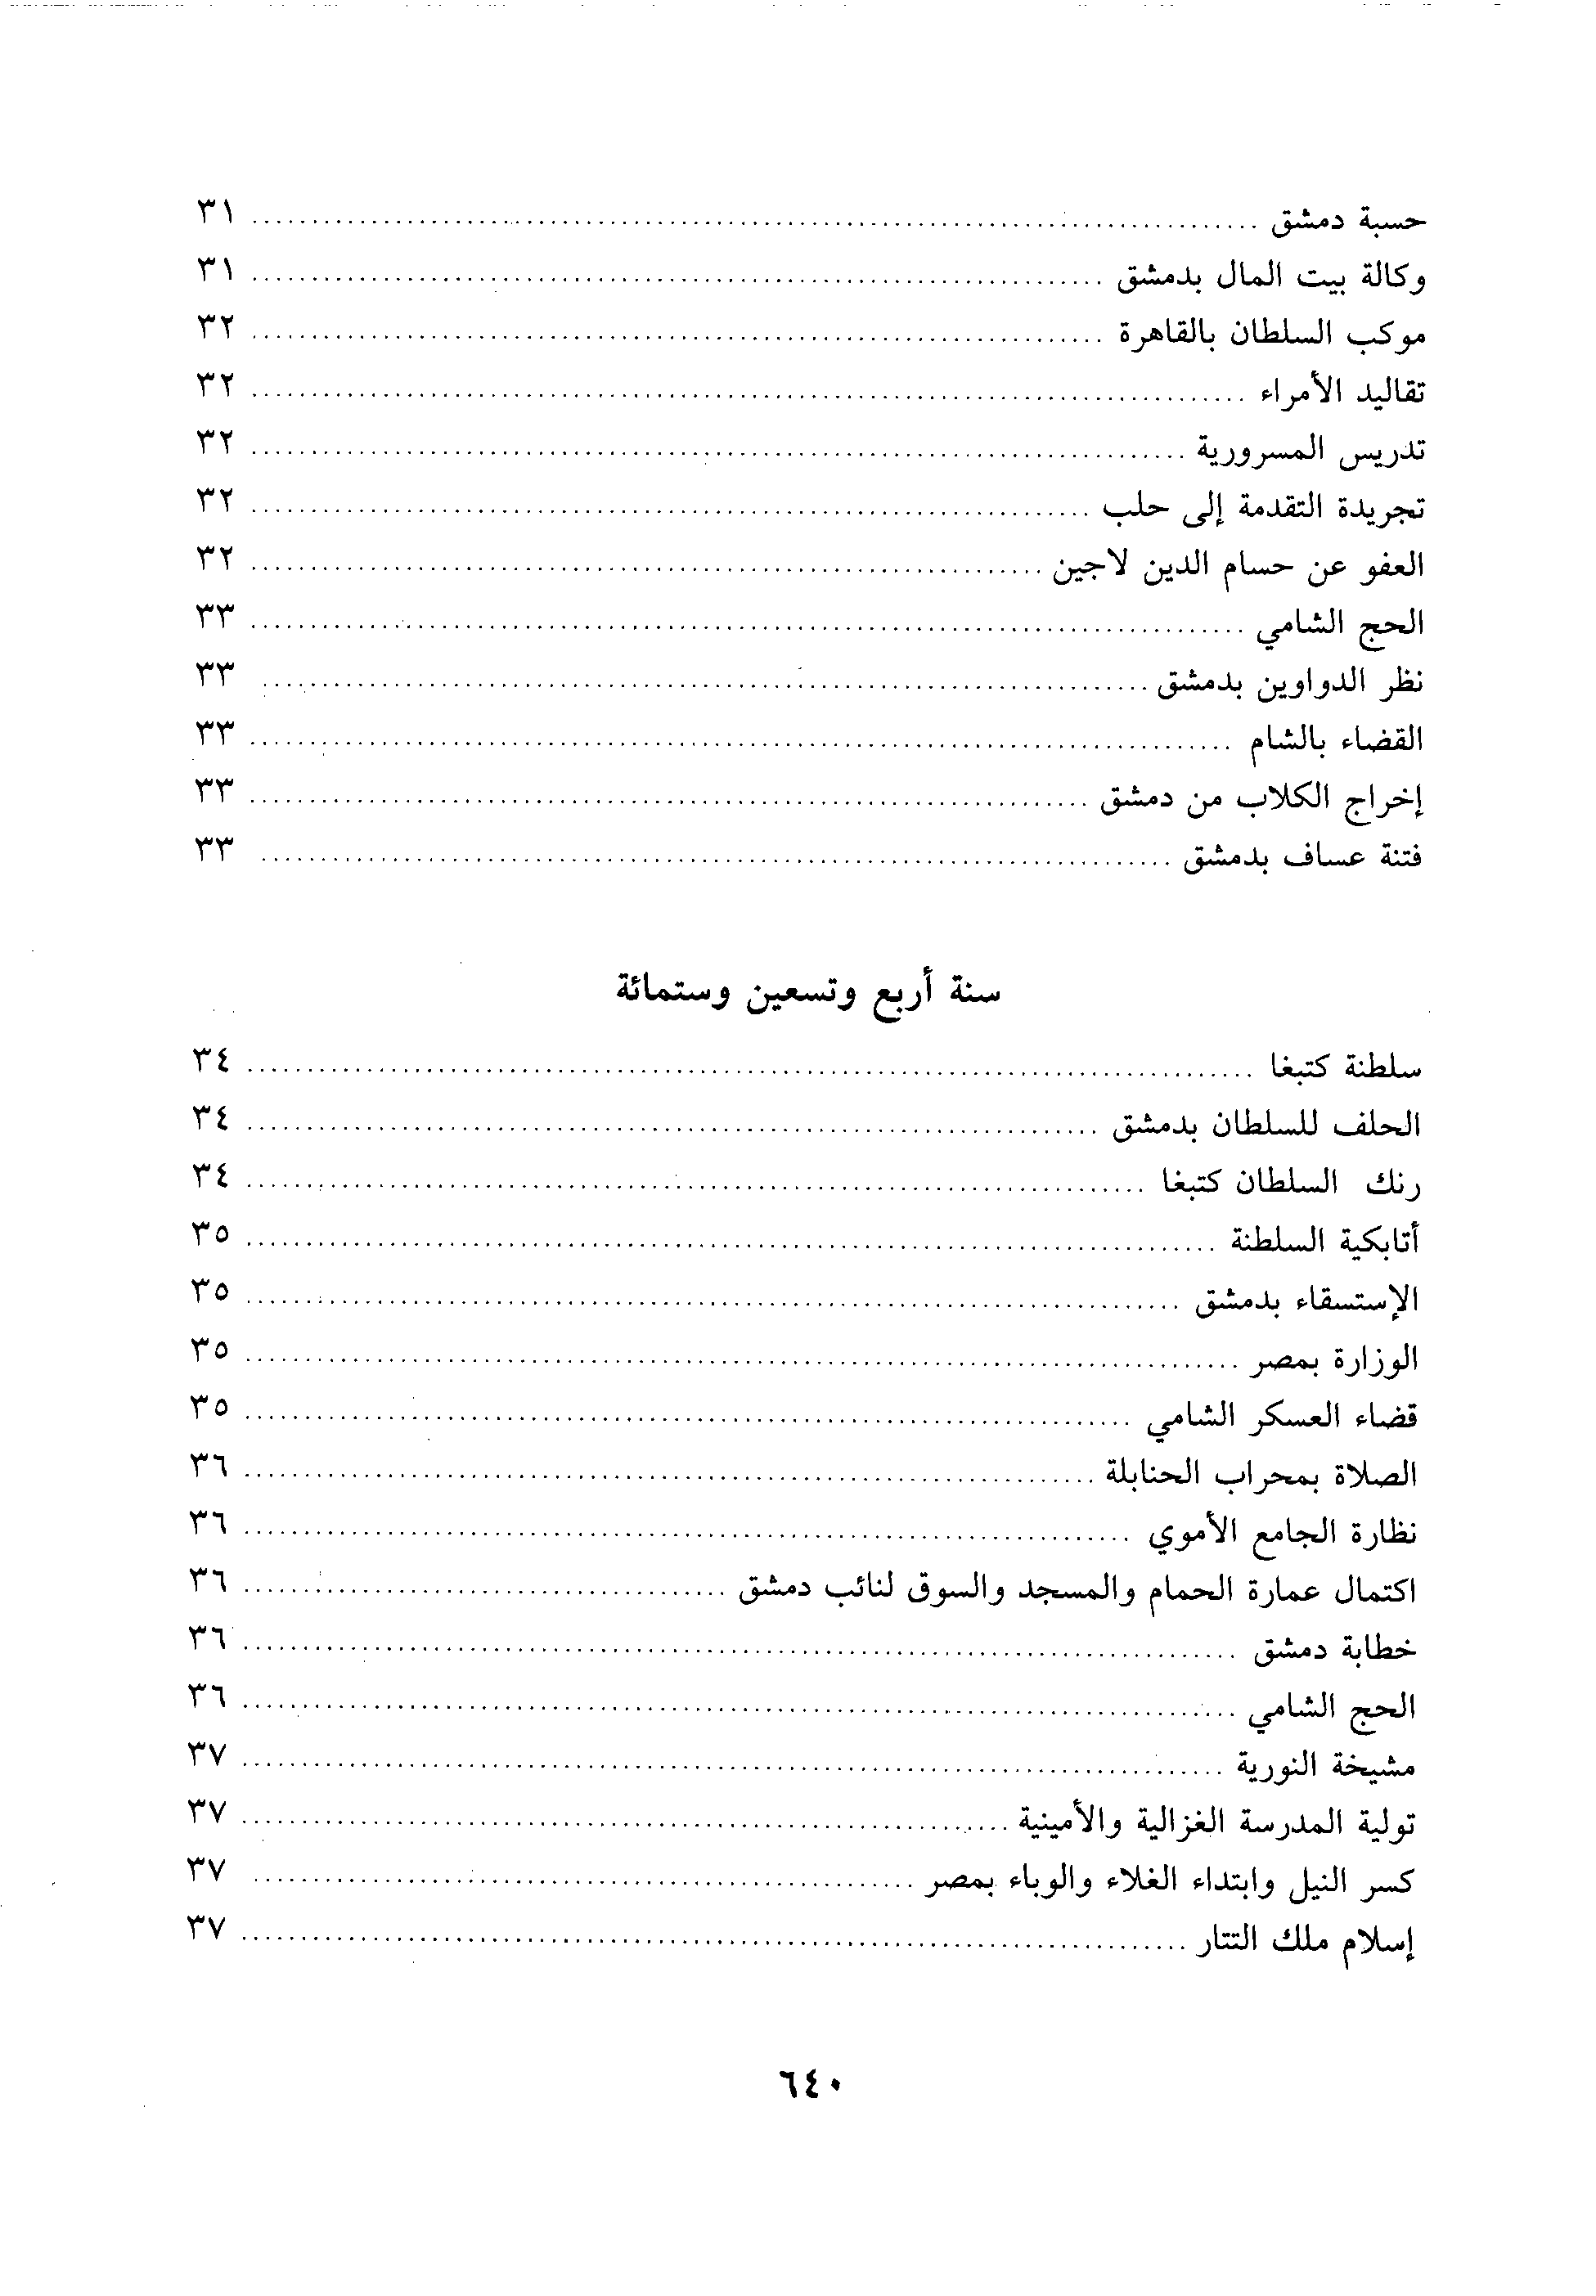 حسبة دمشق ................ ٣١
وكالة بيت المال بدمشق ................ ٣١
موكب السلطان بالقاهرة ................ ٣٢
تقاليد الأمراء ................ ٣٢
تدريس المسرورية ................ ٣٢
تجريدة التقدمة إلى حلب ................ ٣٢
العفو عن حسام الدين لاجين ................ ٣٢
الحج الشامي ................ ٣٣
نظر الدواوين بدمشق ................ ٣٣
القضاء بالشام ................ ٣٣
إخراج الكلاب من دمشق ................ ٣٣
فتنة عساف بدمشق ................ ٣٣
سنة أربع وتسعين وستمائة
سلطنة كتبغا ................ ٣٤
الحلف للسلطان بدمشق ................ ٣٤
رنك السلطان كتبغا ................ ٣٤
أتابكية السلطنة ................ ٣٥
الإستسقاء بدمشق ................ ٣٥
الوزارة بمصر ................ ٣٥
قضاء العسكر الشامي ................ ٣٥
الصلاة بمحراب الحنابلة ................ ٣٦
نظارة الجامع الأموي ................ ٣٦
اكتمال عمارة الحمام والمسجد والسوق لنائب دمشق ................ ٣٦
خطابة دمشق ................ ٣٦
الحج الشامي ................ ٣٦
مشيخة النورية ................ ٣٧
تولية المدرسة الغزالية والأمينية ................ ٣٧
كسر النيل وابتداء الغلاء والوباء بمصر ................ ٣٧
إسلام ملك التتار ................ ٣٧
٦٤٠